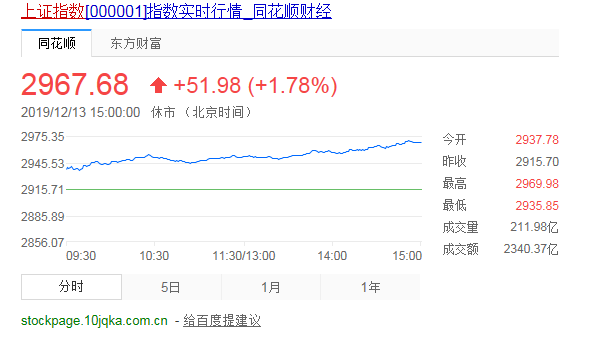 上证指数[000001]指数实时行情_同花顺财经
同花顺 东方财富
2967.68 +51.98 (+1.78%)
2019/12/13 15:00:00 休市 （北京时间）
2975.35
2945.53
2915.71
2885.89
2856.07
09:30 10:30 11:30/13:00 14:00 15:00
今开 2937.78
昨收 2915.70
最高 2969.98
最低 2935.85
成交量 211.98亿
成交额 2340.37亿
分时 5日 1月 1年
stockpage.10jqka.com.cn - 给百度提建议